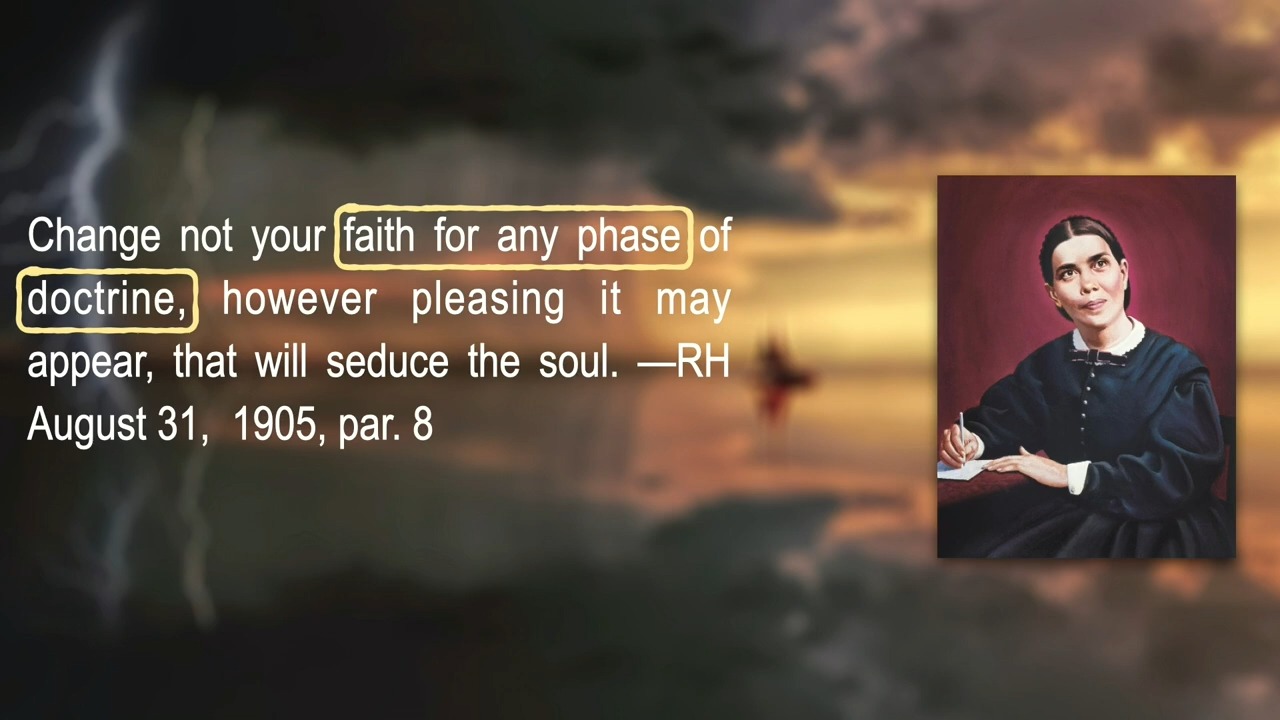 Change not your faith for any phase of
doctrine, however pleasing it may
appear, that will seduce the soul. —RH
August 31, 1905, par. 8